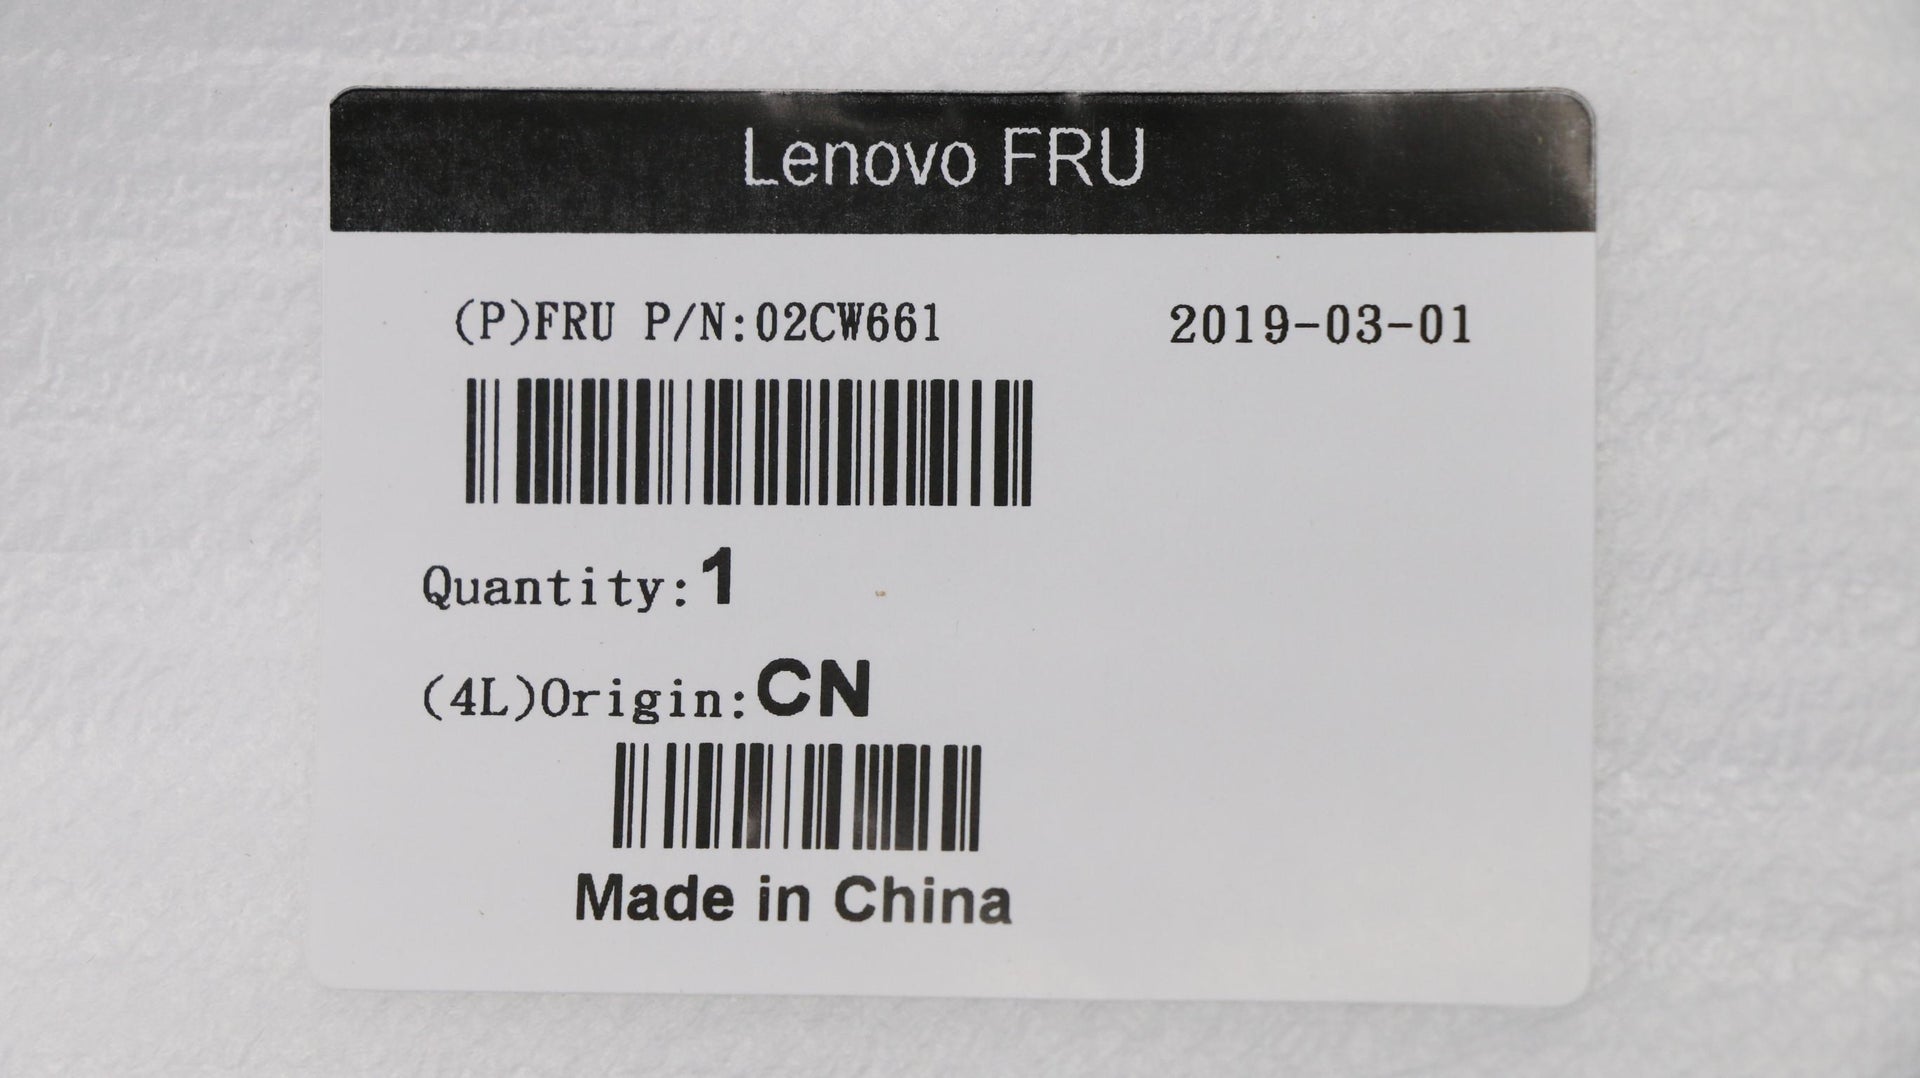 Lenovo FRU
(P)FRU P/N:02CW661 2019-03-01
Quantity:1
(4L)Origin:CN
Made in China